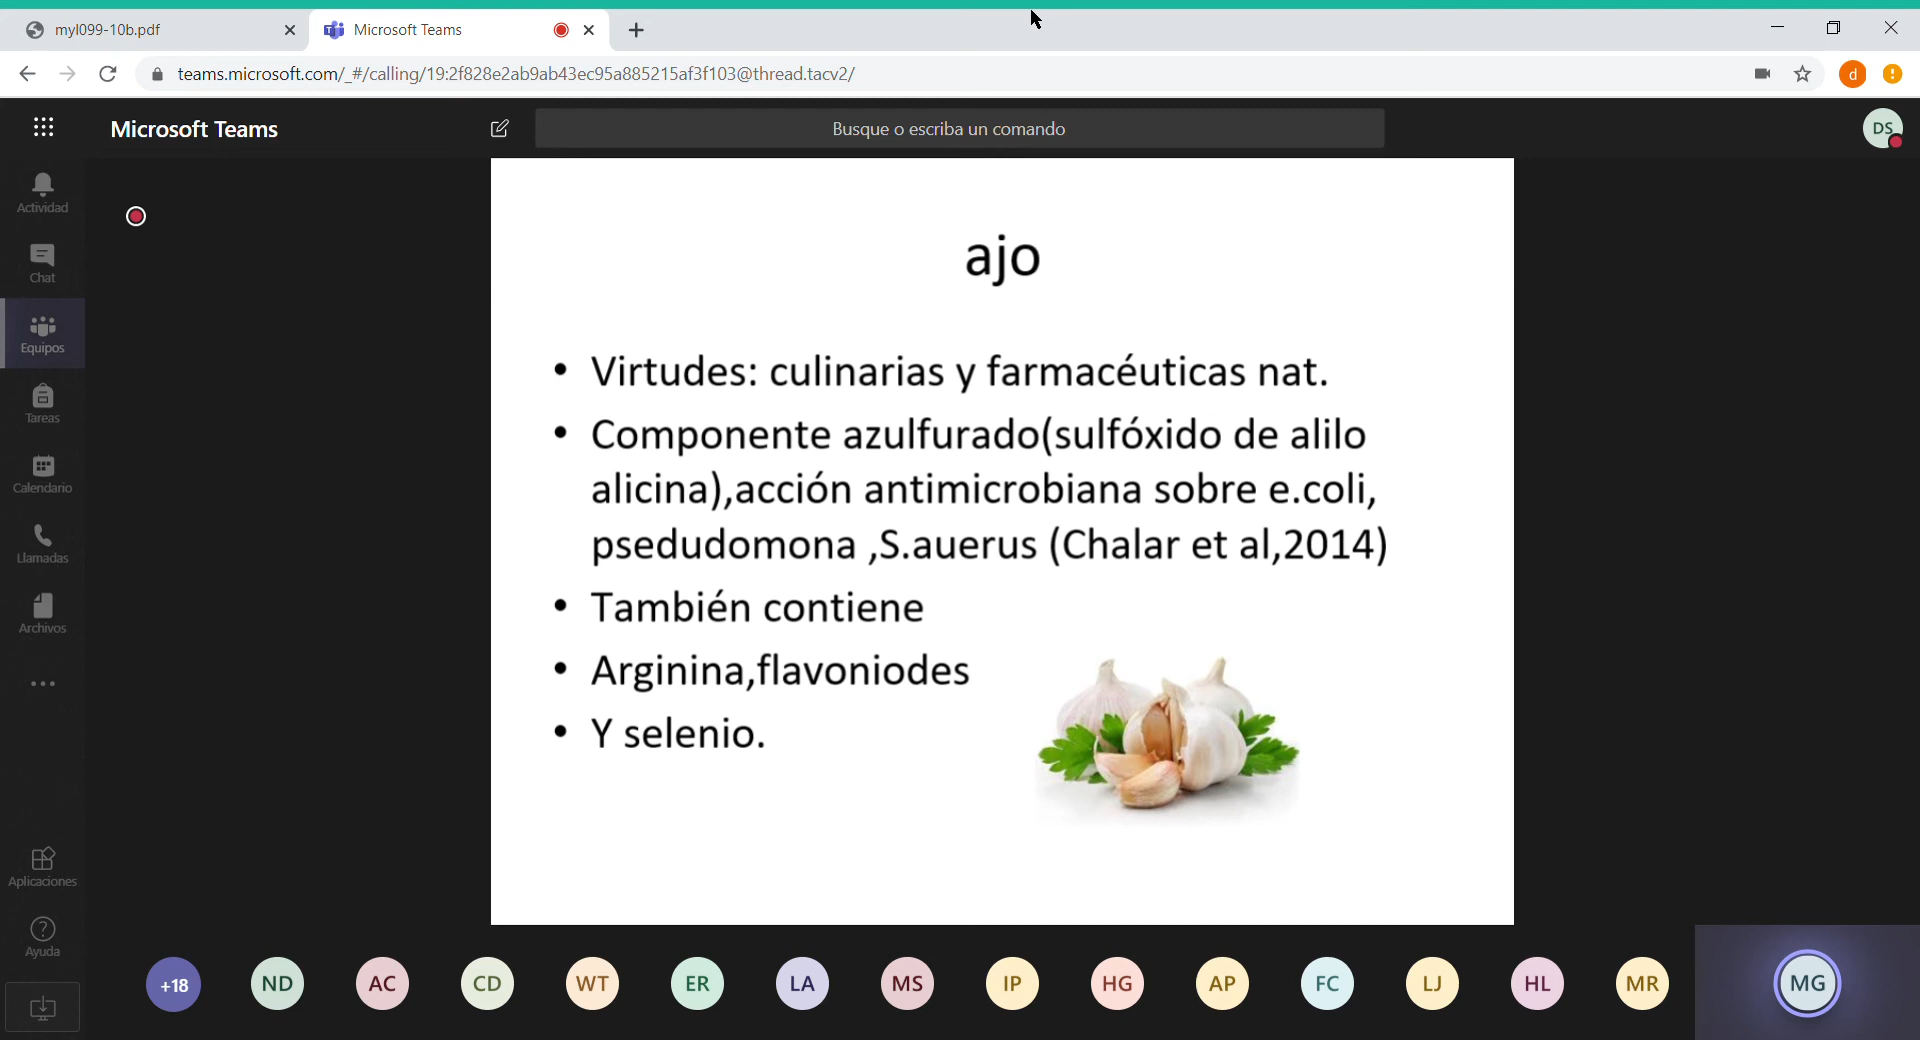 myl099-10b.pdf
Microsoft Teams
teams.microsoft.com/_#/calling/19:2f828e2ab9ab43ec95a885215af3f103@thread.tacv2/
d
Microsoft Teams
Busque o escriba un comando
DS
Actividad
Chat
Equipos
Tareas
Calendario
Llamadas
Archivos
Aplicaciones
Ayuda
ajo
• Virtudes: culinarias y farmacéuticas nat.
• Componente azulfurado(sulfóxido de alilo
alicina),acción antimicrobiana sobre e.coli,
psedudomona ,S.auerus (Chalar et al,2014)
• También contiene
• Arginina,flavoniodes
• Y selenio.
+18 ND AC CD WT ER LA MS IP HG AP FC LJ HL MR MG